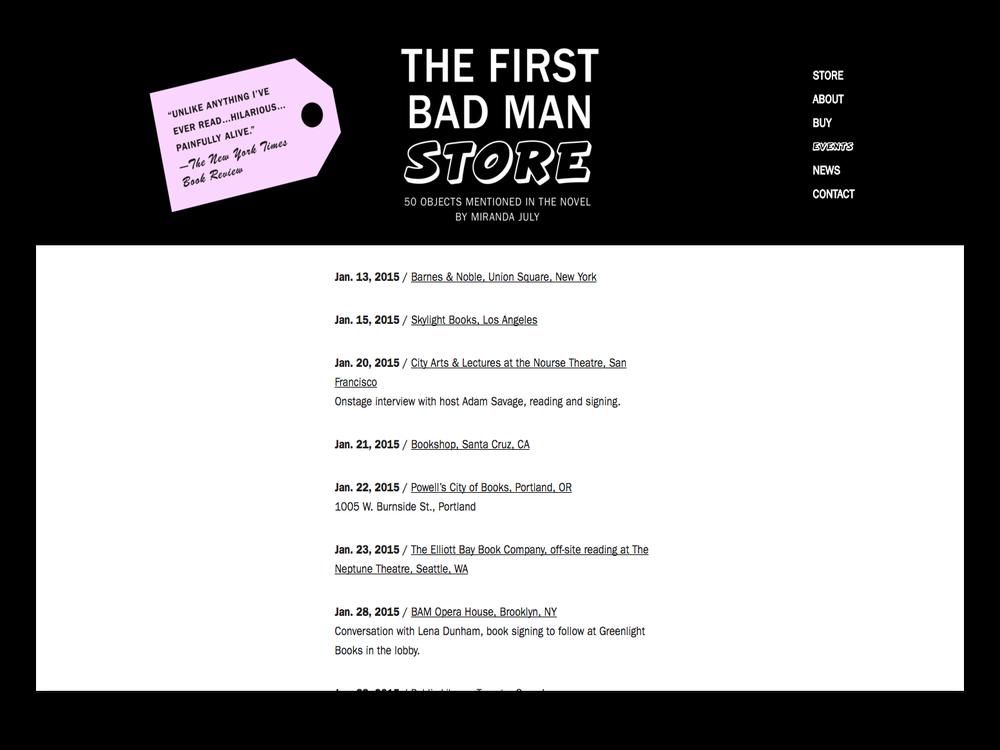 “UNLIKE ANYTHING I’VE
EVER READ...HILARIOUS...
PAINFULLY ALIVE.”
—The New York Times
Book Review
THE FIRST
BAD MAN
STORE
50 OBJECTS MENTIONED IN THE NOVEL
BY MIRANDA JULY
STORE
ABOUT
BUY
EVENTS
NEWS
CONTACT
Jan. 13, 2015 / Barnes & Noble, Union Square, New York
Jan. 15, 2015 / Skylight Books, Los Angeles
Jan. 20, 2015 / City Arts & Lectures at the Nourse Theatre, San
Francisco
Onstage interview with host Adam Savage, reading and signing.
Jan. 21, 2015 / Bookshop, Santa Cruz, CA
Jan. 22, 2015 / Powell’s City of Books, Portland, OR
1005 W. Burnside St., Portland
Jan. 23, 2015 / The Elliott Bay Book Company, off-site reading at The
Neptune Theatre, Seattle, WA
Jan. 28, 2015 / BAM Opera House, Brooklyn, NY
Conversation with Lena Dunham, book signing to follow at Greenlight
Books in the lobby.